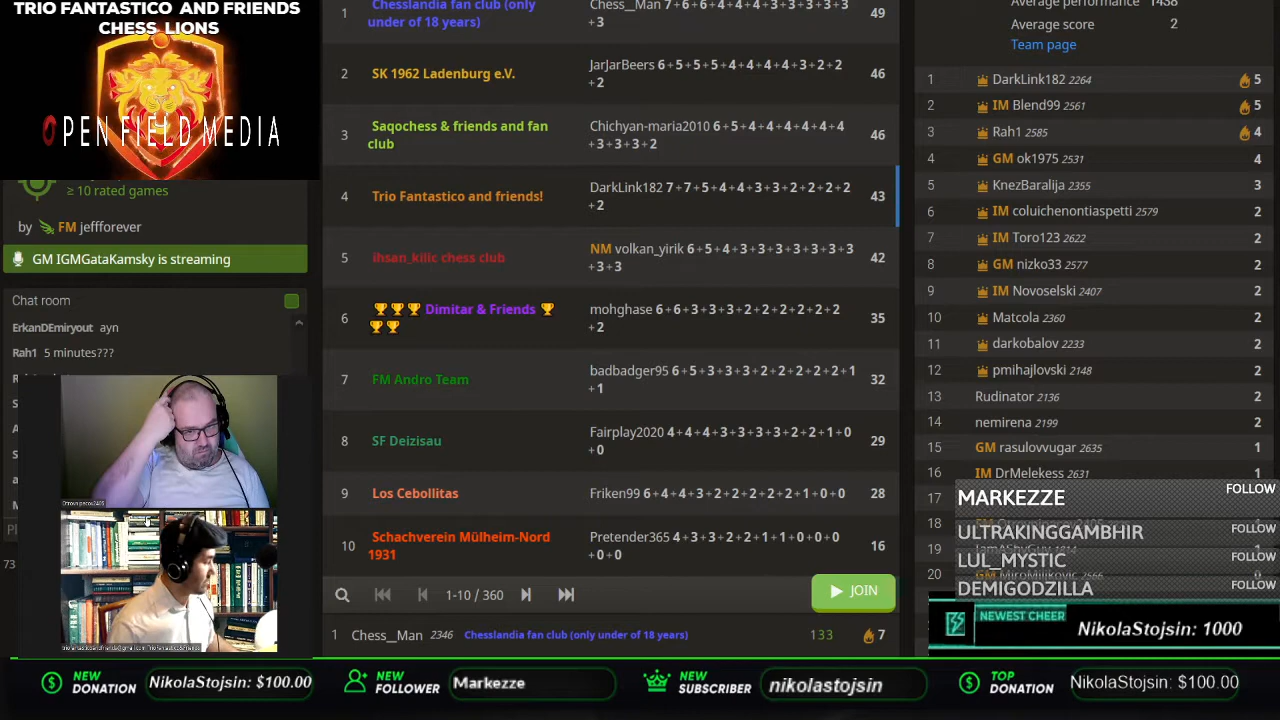 TRIO FANTASTICO AND FRIENDS
CHESS LIONS
OPEN FIELD MEDIA
≥ 10 rated games
by FM jeffforever
GM IGMGataKamsky is streaming
Chat room
ErkanDEmiryout ayn
Rah1 5 minutes???
73
1 Chesslandia fan club (only under of 18 years) Chess__Man 7+6+6+4+4+4+3+3+3+3+3 +3 49
2 SK 1962 Ladenburg e.V. JarJarBeers 6+5+5+5+4+4+4+4+3+2+2 +2 46
3 Saqochess & friends and fan club Chichyan-maria2010 6+5+4+4+4+4+4+4 +3+3+3+2 46
4 Trio Fantastico and friends! DarkLink182 7+7+5+4+4+3+3+2+2+2+2 +2 43
5 ihsan_kilic chess club NM volkan_yirik 6+5+4+3+3+3+3+3+3+3 +3+3 42
6 Dimitar & Friends mohghase 6+6+3+3+3+2+2+2+2+2+2 +2 35
7 FM Andro Team badbadger95 6+5+3+3+3+2+2+2+2+2+1 +1 32
8 SF Deizisau Fairplay2020 4+4+4+3+3+3+3+2+2+1+0 +0 29
9 Los Cebollitas Friken99 6+4+4+3+2+2+2+2+2+1+0+0 28
10 Schachverein Mülheim-Nord 1931 Pretender365 4+3+3+2+2+1+1+0+0+0 +0+0 16
1-10 / 360 JOIN
1 Chess__Man 2346 Chesslandia fan club (only under of 18 years) 133 7
Average performance 1438
Average score 2
Team page
1 DarkLink182 2264 5
2 IM Blend99 2561 5
3 Rah1 2585 4
4 GM ok1975 2531 4
5 KnezBaralija 2355 3
6 IM coluichenontiaspetti 2579 2
7 IM Toro123 2622 2
8 GM nizko33 2577 2
9 IM Novoselski 2407 2
10 Matcola 2360 2
11 darkobalov 2233 2
12 pmihajlovski 2148 2
13 Rudinator 2136 2
14 nemirena 2199 2
15 GM rasulovvugar 2635 1
16 IM DrMelekess 2631 1
17
18
19
20 GM MiroMiljkovic 2566
MARKEZZE FOLLOW
ULTRAKINGGAMBHIR FOLLOW
LUL_MYSTIC FOLLOW
DEMIGODZILLA FOLLOW
NEWEST CHEER
NikolaStojsin: 1000
NEW DONATION NikolaStojsin: $100.00
NEW FOLLOWER Markezze
NEW SUBSCRIBER nikolastojsin
TOP DONATION NikolaStojsin: $100.00